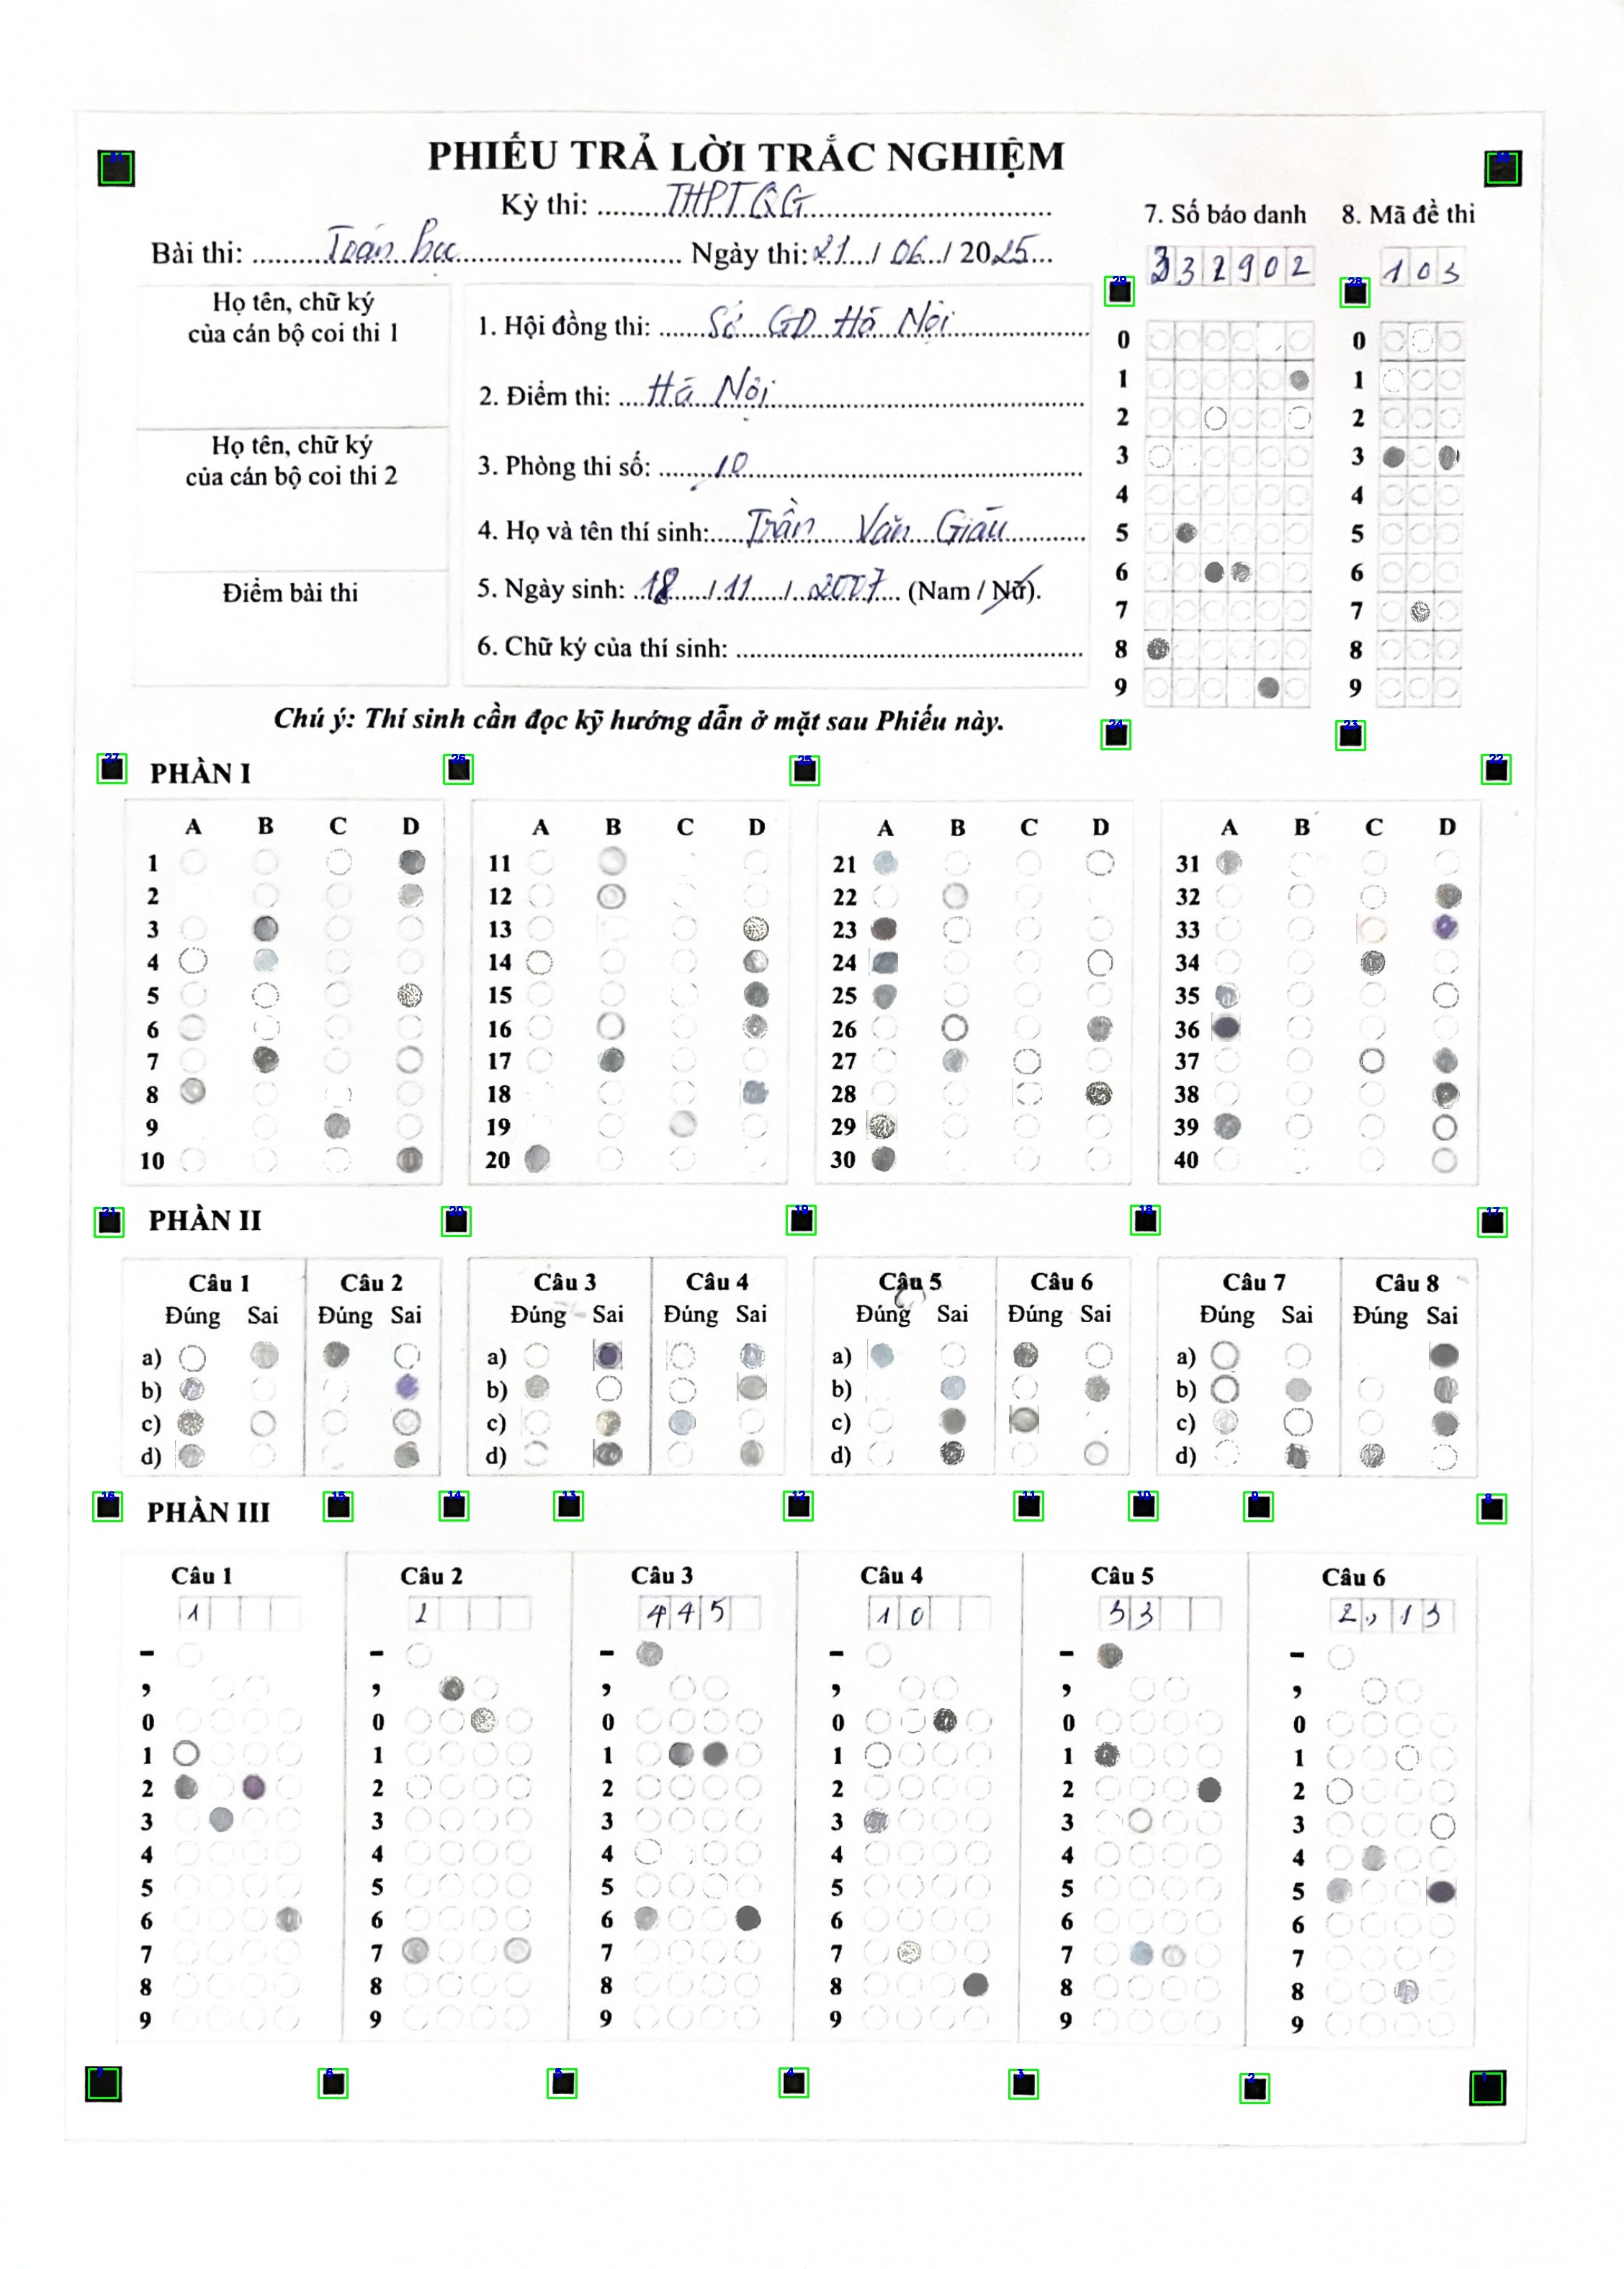 PHIẾU TRẢ LỜI TRẮC NGHIỆM
Kỳ thi: THPT QG
Bài thi: Toán Ngày thi: 21 / 06 / 2025
7. Số báo danh 8. Mã đề thi
332902 103
Họ tên, chữ ký
của cán bộ coi thi 1
Họ tên, chữ ký
của cán bộ coi thi 2
Điểm bài thi
1. Hội đồng thi: Sở GD Hà Nội
2. Điểm thi: Hà Nội
3. Phòng thi số: 10
4. Họ và tên thí sinh: Trần Văn Giàu
5. Ngày sinh: 18 / 11 / 2007 (Nam / Nữ).
6. Chữ ký của thí sinh:
0 0
1 1
2 2
3 3
4 4
5 5
6 6
7 7
8 8
9 9
Chú ý: Thí sinh cần đọc kỹ hướng dẫn ở mặt sau Phiếu này.
PHẦN I
A B C D A B C D A B C D A B C D
1 11 21 31
2 12 22 32
3 13 23 33
4 14 24 34
5 15 25 35
6 16 26 36
7 17 27 37
8 18 28 38
9 19 29 39
10 20 30 40
PHẦN II
Câu 1 Câu 2 Câu 3 Câu 4 Câu 5 Câu 6 Câu 7 Câu 8
Đúng Sai Đúng Sai Đúng Sai Đúng Sai Đúng Sai Đúng Sai Đúng Sai Đúng Sai
a) a) a) a)
b) b) b) b)
c) c) c) c)
d) d) d) d)
PHẦN III
Câu 1 Câu 2 Câu 3 Câu 4 Câu 5 Câu 6
1 2 445 10 33 2,13
- - - - - -
, , , , , ,
0 0 0 0 0 0
1 1 1 1 1 1
2 2 2 2 2 2
3 3 3 3 3 3
4 4 4 4 4 4
5 5 5 5 5 5
6 6 6 6 6 6
7 7 7 7 7 7
8 8 8 8 8 8
9 9 9 9 9 9